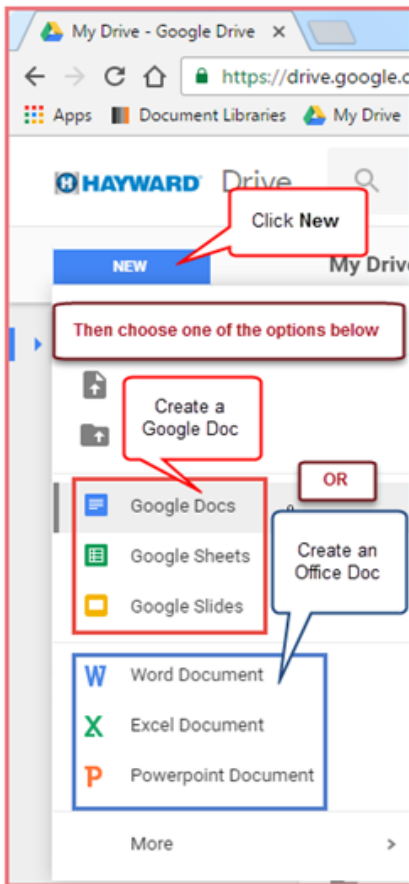 My Drive - Google Drive
https://drive.google.c
Apps Document Libraries My Drive
HAYWARD Drive
Click New
NEW
My Driv
Then choose one of the options below
Create a
Google Doc
OR
Google Docs
Google Sheets
Google Slides
Create an
Office Doc
Word Document
Excel Document
Powerpoint Document
More